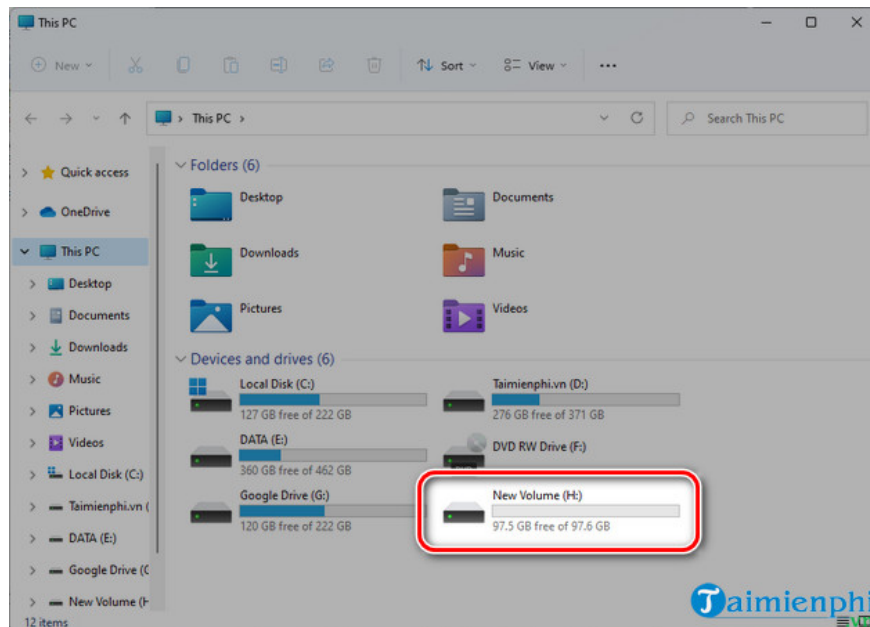 This PC
New
Sort
View
This PC
Search This PC
Quick access
OneDrive
This PC
Desktop
Documents
Downloads
Music
Pictures
Videos
Local Disk (C:)
Taimienphi.vn (
DATA (E:)
Google Drive (G
New Volume (H
Folders (6)
Desktop
Documents
Downloads
Music
Pictures
Videos
Devices and drives (6)
Local Disk (C:)
127 GB free of 222 GB
Taimienphi.vn (D:)
276 GB free of 371 GB
DATA (E:)
360 GB free of 462 GB
DVD RW Drive (F:)
Google Drive (G:)
120 GB free of 222 GB
New Volume (H:)
97.5 GB free of 97.6 GB
12 items
Taimienphi